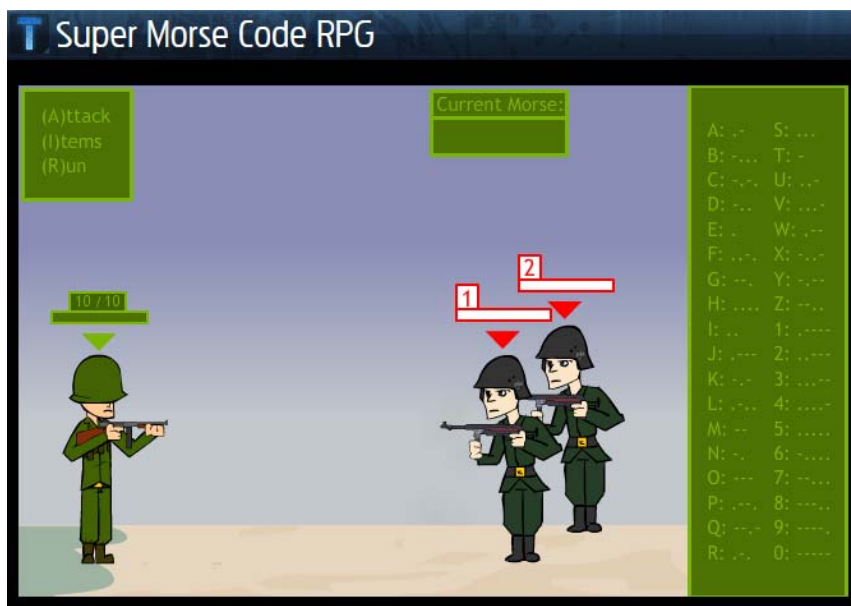 T Super Morse Code RPG
(A)ttack
(I)tems
(R)un
Current Morse:
10 / 10
1
2
A: .- S: ...
B: -... T: -
C: -.-. U: ..-
D: -.. V: ...-
E: . W: .--
F: ..-. X: -..-
G: --. Y: -.--
H: .... Z: --..
I: .. 1: .----
J: .--- 2: ..---
K: -.- 3: ...--
L: .-.. 4: ....-
M: -- 5: .....
N: -. 6: -....
O: --- 7: --...
P: .--. 8: ---..
Q: --.- 9: ----.
R: .-. 0: -----